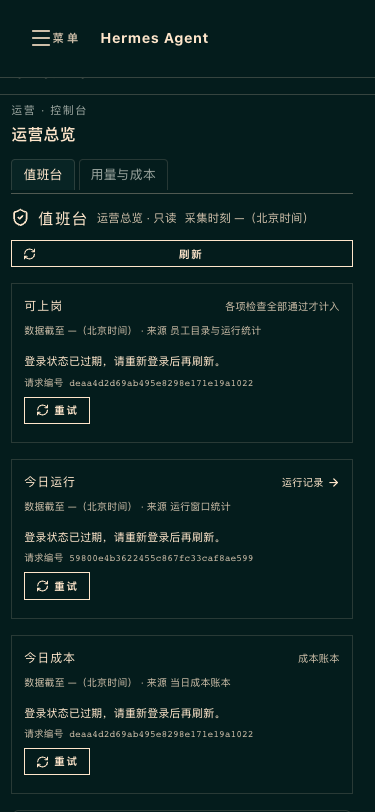 菜单 Hermes Agent
运营 · 控制台
运营总览
值班台 用量与成本
值班台 运营总览 · 只读 采集时刻 —（北京时间）
刷新
可上岗 各项检查全部通过才计入
数据截至 —（北京时间） · 来源 员工目录与运行统计
登录状态已过期，请重新登录后再刷新。
请求编号 deaa4d2d69ab495e8298e171e19a1022
重试
今日运行 运行记录 →
数据截至 —（北京时间） · 来源 运行窗口统计
登录状态已过期，请重新登录后再刷新。
请求编号 59800e4b3622455c867fc33caf8ae599
重试
今日成本 成本账本
数据截至 —（北京时间） · 来源 当日成本账本
登录状态已过期，请重新登录后再刷新。
请求编号 deaa4d2d69ab495e8298e171e19a1022
重试